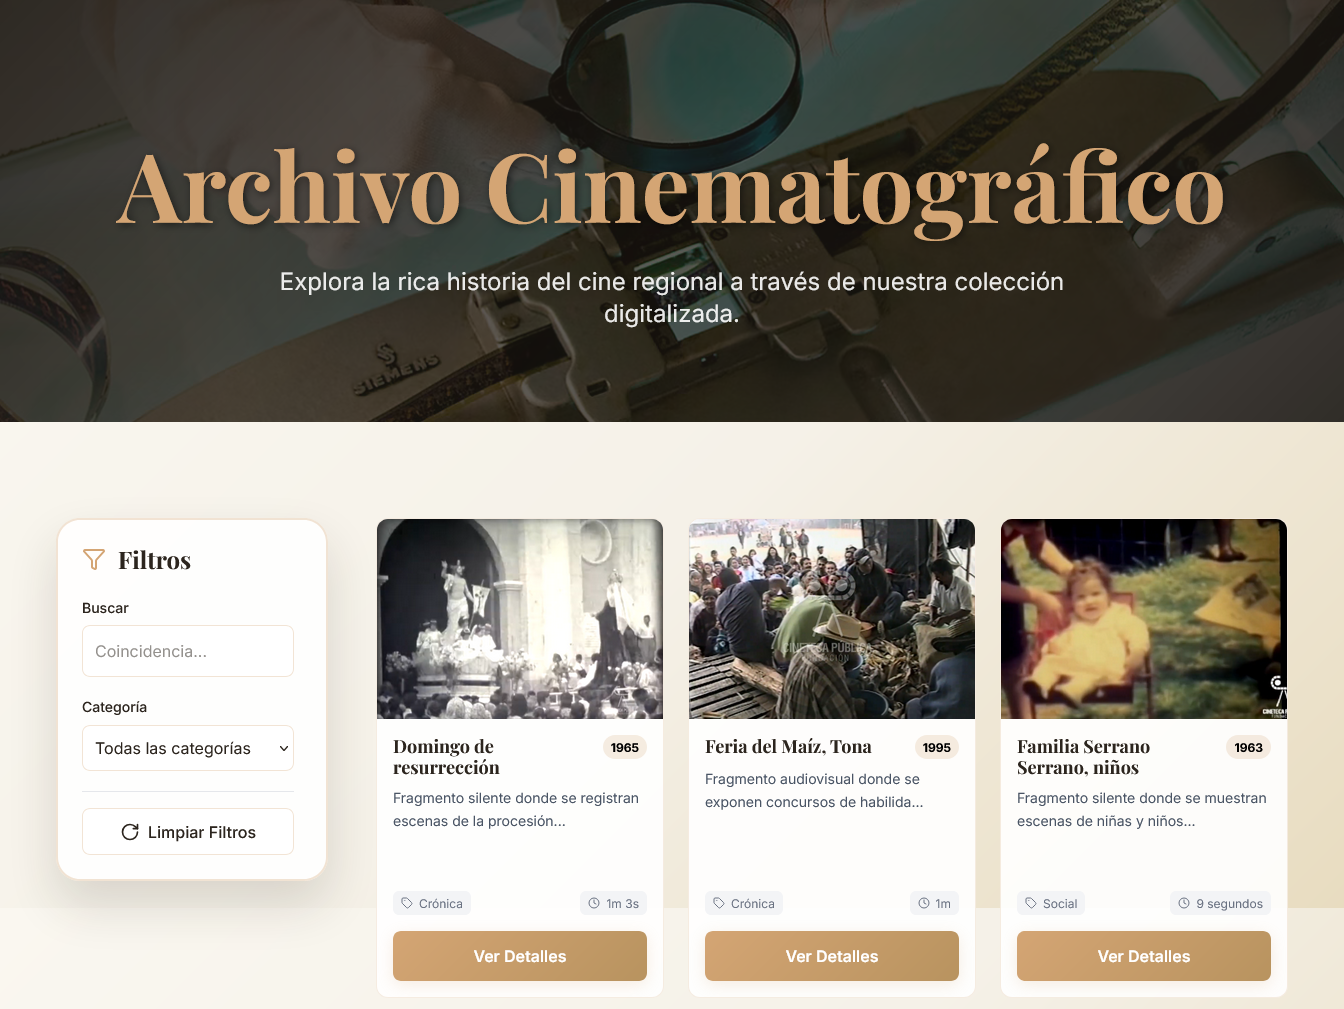 SIEMENS
Archivo Cinematográfico
Explora la rica historia del cine regional a través de nuestra colección
digitalizada.
Filtros
Buscar
Coincidencia...
Categoría
Todas las categorías
Limpiar Filtros
CINETECA PÚBLICA
FUNDACIÓN
Domingo de
resurrección
1965
Fragmento silente donde se registran
escenas de la procesión...
Crónica
1m 3s
Ver Detalles
Feria del Maíz, Tona
1995
Fragmento audiovisual donde se
exponen concursos de habilida...
Crónica
1m
Ver Detalles
CINETECA
Familia Serrano
Serrano, niños
1963
Fragmento silente donde se muestran
escenas de niñas y niños...
Social
9 segundos
Ver Detalles